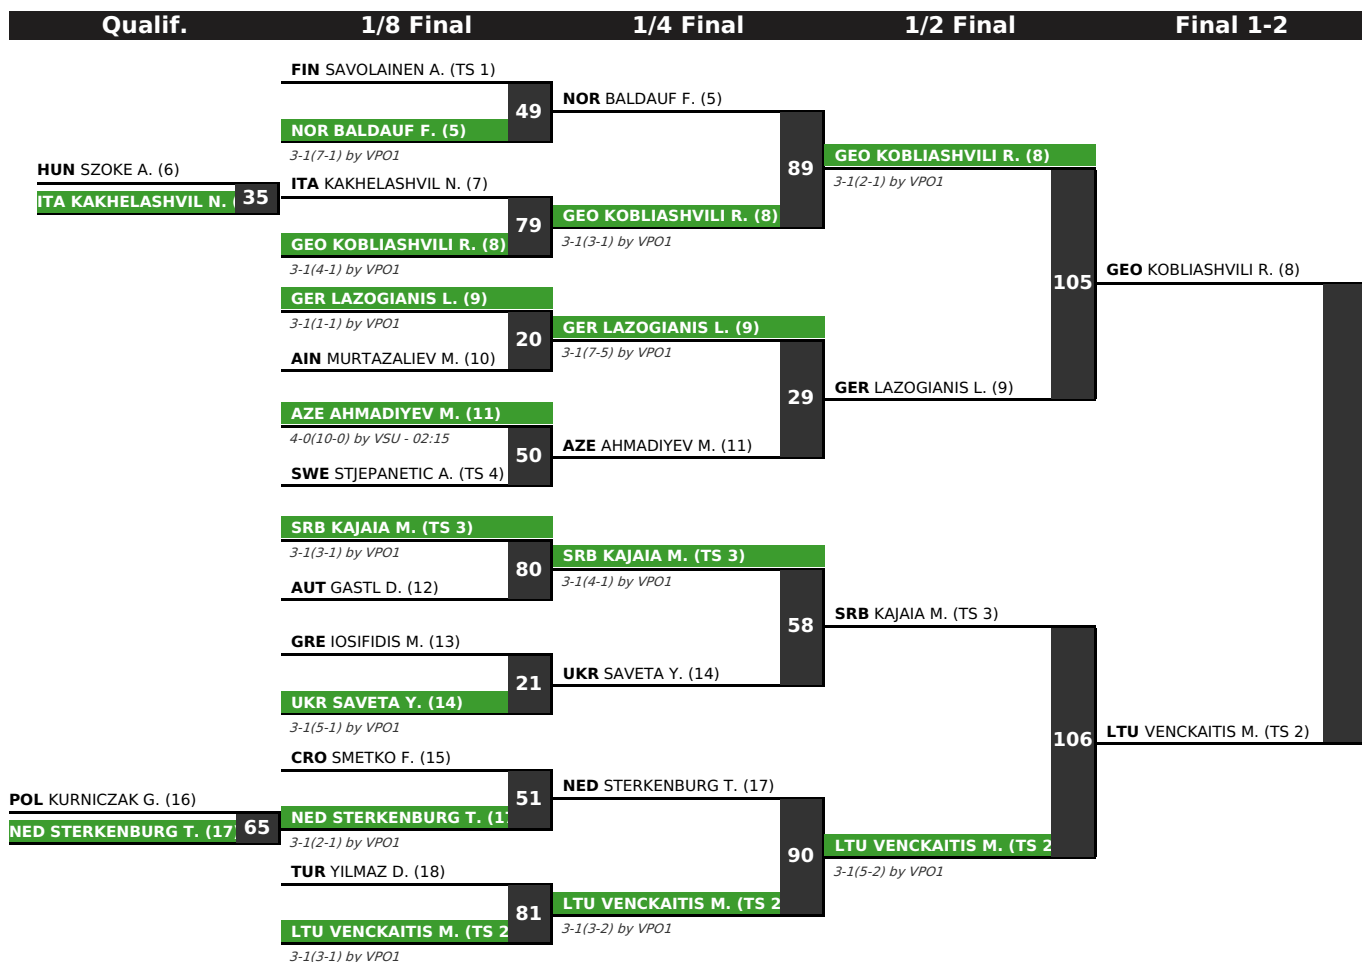 Qualif.
1/8 Final
1/4 Final
1/2 Final
Final 1-2
HUN SZOKE A. (6)
ITA KAKHELASHVIL N. (
35
POL KURNICZAK G. (16)
NED STERKENBURG T. (17)
65
FIN SAVOLAINEN A. (TS 1)
49
NOR BALDAUF F. (5)
3-1(7-1) by VPO1
ITA KAKHELASHVIL N. (7)
79
GEO KOBLIASHVILI R. (8)
3-1(4-1) by VPO1
GER LAZOGIANIS L. (9)
3-1(1-1) by VPO1
20
AIN MURTAZALIEV M. (10)
AZE AHMADIYEV M. (11)
4-0(10-0) by VSU - 02:15
50
SWE STJEPANETIC A. (TS 4)
SRB KAJAIA M. (TS 3)
3-1(3-1) by VPO1
80
AUT GASTL D. (12)
GRE IOSIFIDIS M. (13)
21
UKR SAVETA Y. (14)
3-1(5-1) by VPO1
CRO SMETKO F. (15)
51
NED STERKENBURG T. (17
3-1(2-1) by VPO1
TUR YILMAZ D. (18)
81
LTU VENCKAITIS M. (TS 2
3-1(3-1) by VPO1
NOR BALDAUF F. (5)
89
GEO KOBLIASHVILI R. (8)
3-1(3-1) by VPO1
GER LAZOGIANIS L. (9)
3-1(7-5) by VPO1
29
AZE AHMADIYEV M. (11)
SRB KAJAIA M. (TS 3)
3-1(4-1) by VPO1
58
UKR SAVETA Y. (14)
NED STERKENBURG T. (17)
90
LTU VENCKAITIS M. (TS 2
3-1(3-2) by VPO1
GEO KOBLIASHVILI R. (8)
3-1(2-1) by VPO1
105
GER LAZOGIANIS L. (9)
SRB KAJAIA M. (TS 3)
106
LTU VENCKAITIS M. (TS 2
3-1(5-2) by VPO1
GEO KOBLIASHVILI R. (8)
LTU VENCKAITIS M. (TS 2)